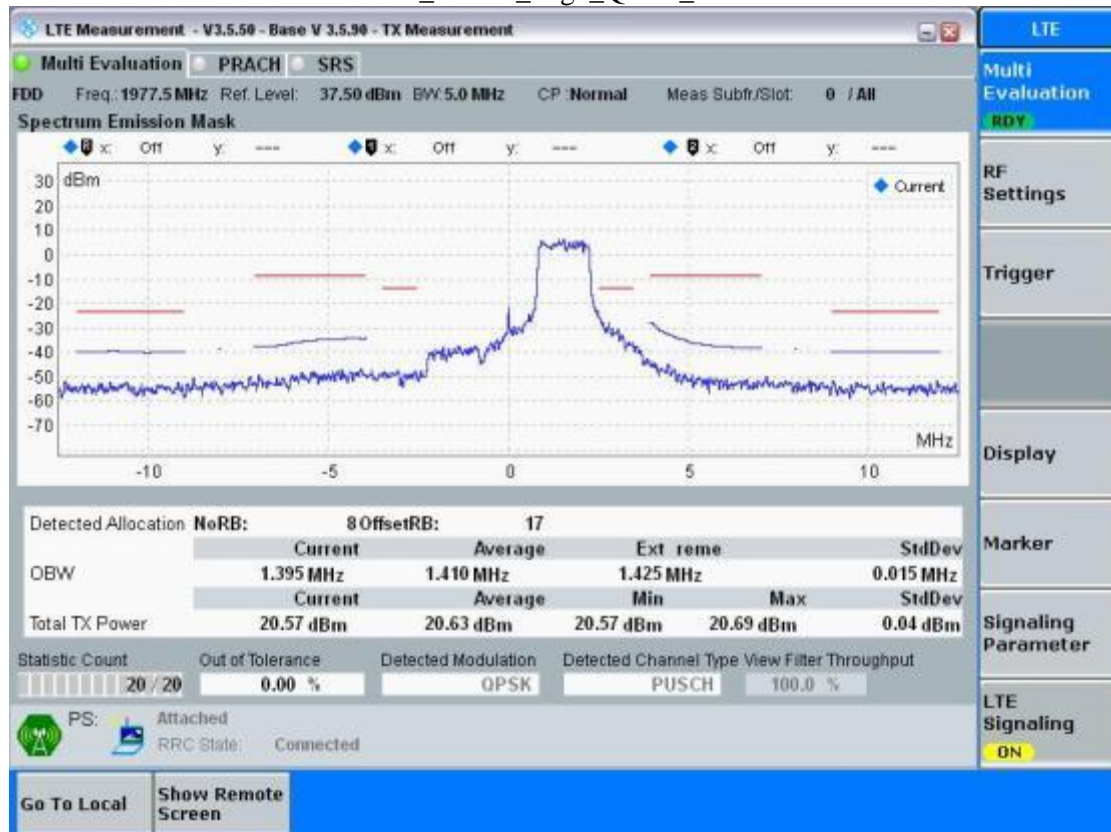 LTE Measurement - V3.5.50 - Base V 3.5.90 - TX Measurement
LTE
Multi Evaluation PRACH SRS
Multi
Evaluation
RDY
FDD Freq.: 1977.5 MHz Ref. Level: 37.50 dBm BW: 5.0 MHz CP :Normal Meas Subfr/Slot: 0 / All
Spectrum Emission Mask
x: Off y: --- x: Off y: --- x: Off y: ---
dBm
Current
30
20
10
0
-10
-20
-30
-40
-50
-60
-70
MHz
-10 -5 0 5 10
RF
Settings
Trigger
Display
Marker
Signaling
Parameter
LTE
Signaling
ON
Detected Allocation NoRB: 8 OffsetRB: 17
Current Average Ext reme StdDev
OBW 1.395 MHz 1.410 MHz 1.425 MHz 0.015 MHz
Current Average Min Max StdDev
Total TX Power 20.57 dBm 20.63 dBm 20.57 dBm 20.69 dBm 0.04 dBm
Statistic Count Out of Tolerance Detected Modulation Detected Channel Type View Filter Throughput
20 / 20 0.00 % QPSK PUSCH 100.0 %
PS: Attached
RRC State: Connected
Go To Local
Show Remote
Screen